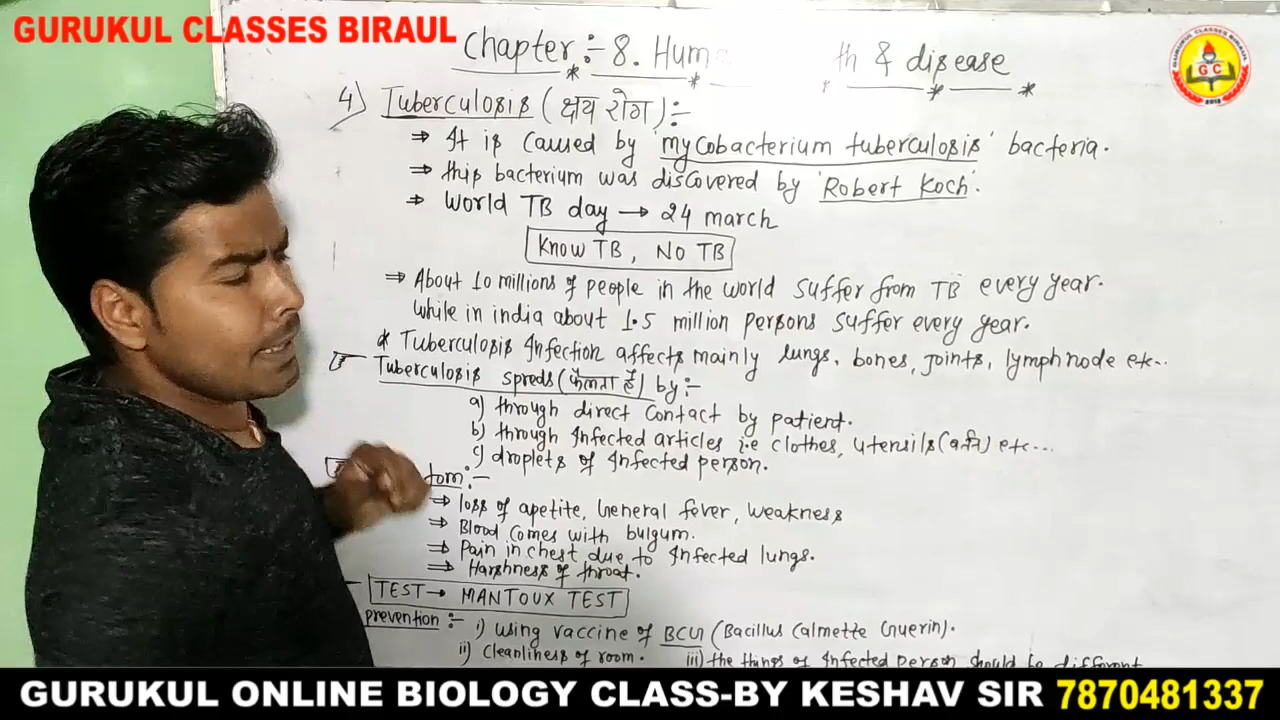 GURUKUL CLASSES BIRAUL
Chapter :- 8. Hum th & disease
GURUKUL CLASSES BIRAUL
GC
4) Tuberculosis (क्षय रोग) :-
⇒ It is caused by 'mycobacterium tuberculosis' bacteria.
⇒ this bacterium was discovered by 'Robert Koch'.
⇒ World TB day → 24 march
Know TB, NO TB
⇒ About 10 millions of people in the world suffer from TB every year.
while in india about 1.5 million persons suffer every year.
* Tuberculosis Infection affects mainly lungs, bones, joints, lymph node etc..
Tuberculosis spreds (फैलता है) by :-
a) through direct contact by patient.
b) through Infected articles i.e clothes, utensils() etc...
c) droplets of Infected person.
tom :-
⇒ loss of apetite, General fever, weakness
⇒ Blood comes with bulgum.
⇒ Pain in chest due to Infected lungs.
⇒ Harshness of throat.
TEST → MANTOUX TEST
prevention :- i) using vaccine of BCG (Bacillus Calmette Guerin).
ii) Cleanliness of room. iii) the things of Infected person should be different
GURUKUL ONLINE BIOLOGY CLASS-BY KESHAV SIR 7870481337